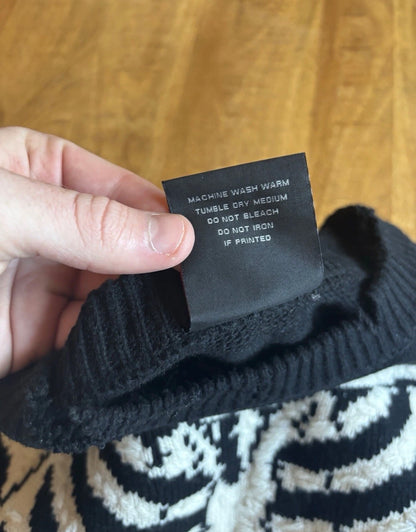 MACHINE WASH WARM
TUMBLE DRY MEDIUM
DO NOT BLEACH
DO NOT IRON
IF PRINTED